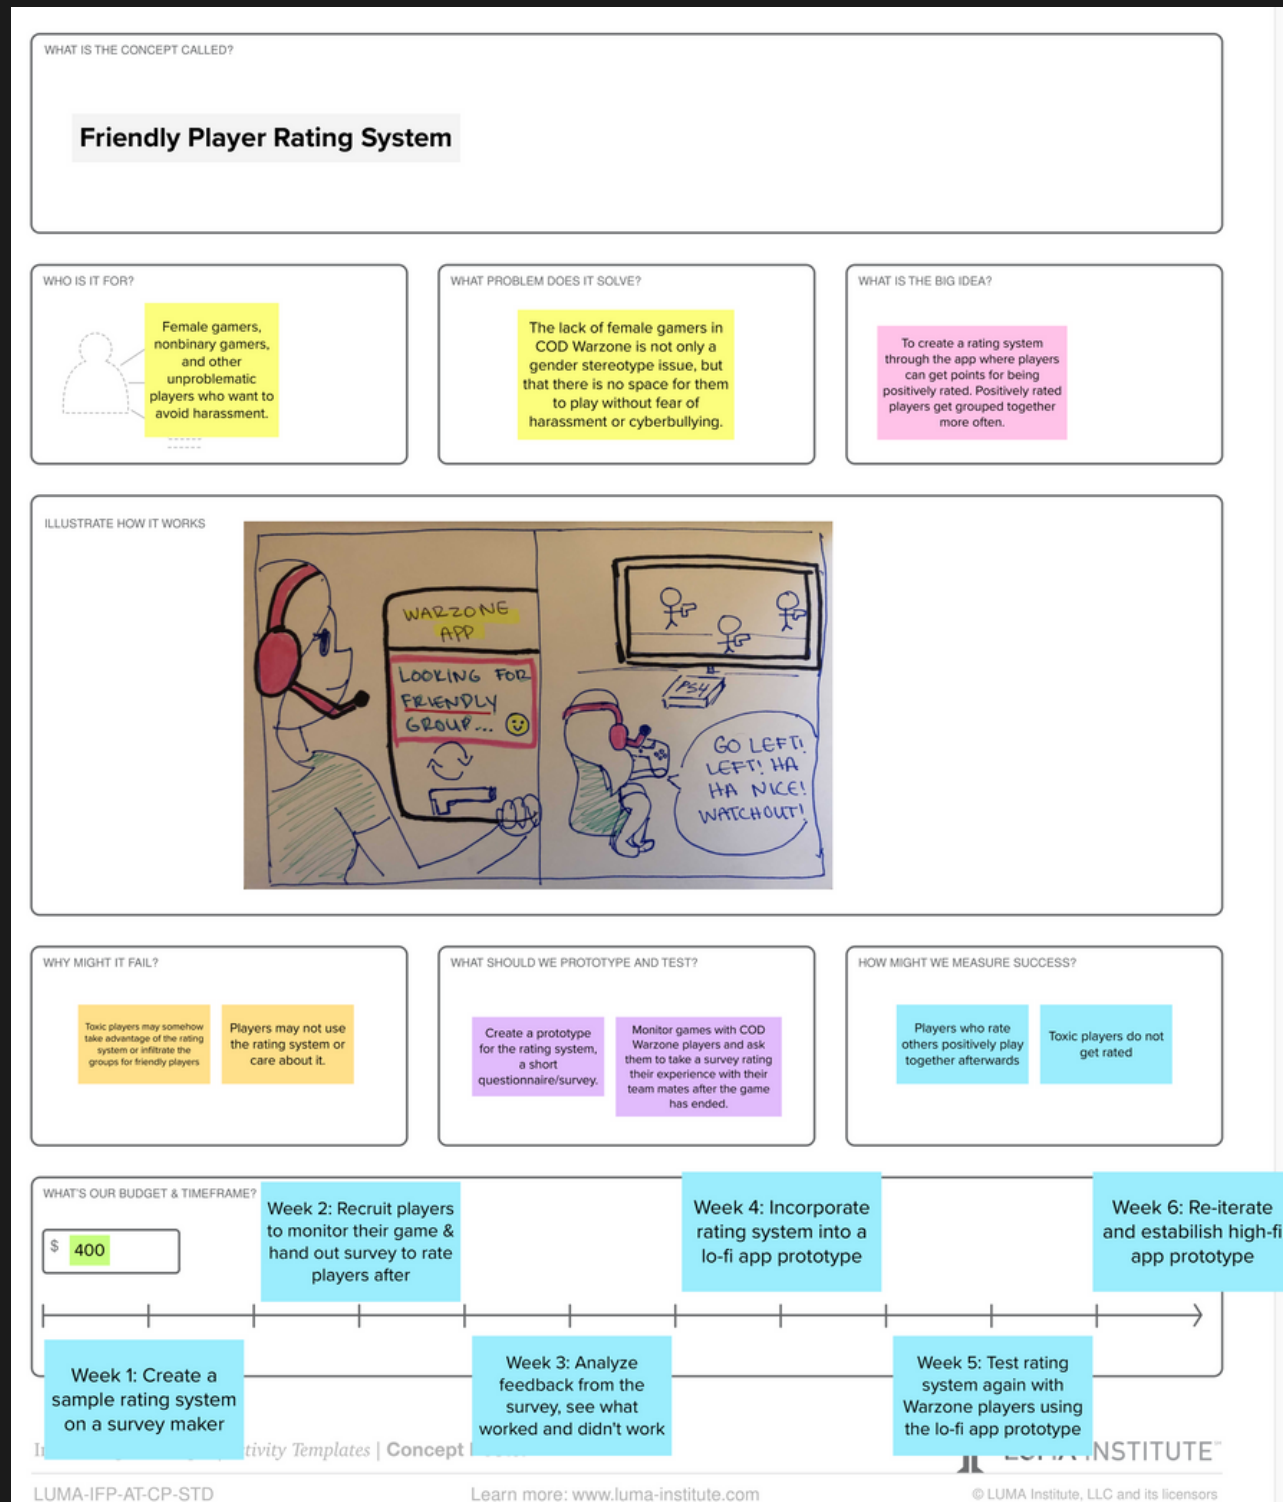 WHAT IS THE CONCEPT CALLED?
Friendly Player Rating System
WHO IS IT FOR?
Female gamers,
nonbinary gamers,
and other
unproblematic
players who want to
avoid harassment.
WHAT PROBLEM DOES IT SOLVE?
The lack of female gamers in
COD Warzone is not only a
gender stereotype issue, but
that there is no space for them
to play without fear of
harassment or cyberbullying.
WHAT IS THE BIG IDEA?
To create a rating system
through the app where players
can get points for being
positively rated. Positively rated
players get grouped together
more often.
ILLUSTRATE HOW IT WORKS
WARZONE
APP
LOOKING FOR
FRIENDLY
GROUP...
PS4
GO LEFT!
LEFT! HA
HA NICE!
WATCHOUT!
WHY MIGHT IT FAIL?
Toxic players may somehow
take advantage of the rating
system or infiltrate the
groups for friendly players
Players may not use
the rating system or
care about it.
WHAT SHOULD WE PROTOTYPE AND TEST?
Create a prototype
for the rating system,
a short
questionnaire/survey.
Monitor games with COD
Warzone players and ask
them to take a survey rating
their experience with their
team mates after the game
has ended.
HOW MIGHT WE MEASURE SUCCESS?
Players who rate
others positively play
together afterwards
Toxic players do not
get rated
WHAT'S OUR BUDGET & TIMEFRAME?
$ 400
Week 1: Create a
sample rating system
on a survey maker
Week 2: Recruit players
to monitor their game &
hand out survey to rate
players after
Week 3: Analyze
feedback from the
survey, see what
worked and didn't work
Week 4: Incorporate
rating system into a
lo-fi app prototype
Week 5: Test rating
system again with
Warzone players using
the lo-fi app prototype
Week 6: Re-iterate
and estabilish high-fi
app prototype
tivity Templates | Concept
INSTITUTE
LUMA-IFP-AT-CP-STD
Learn more: www.luma-institute.com
© LUMA Institute, LLC and its licensors